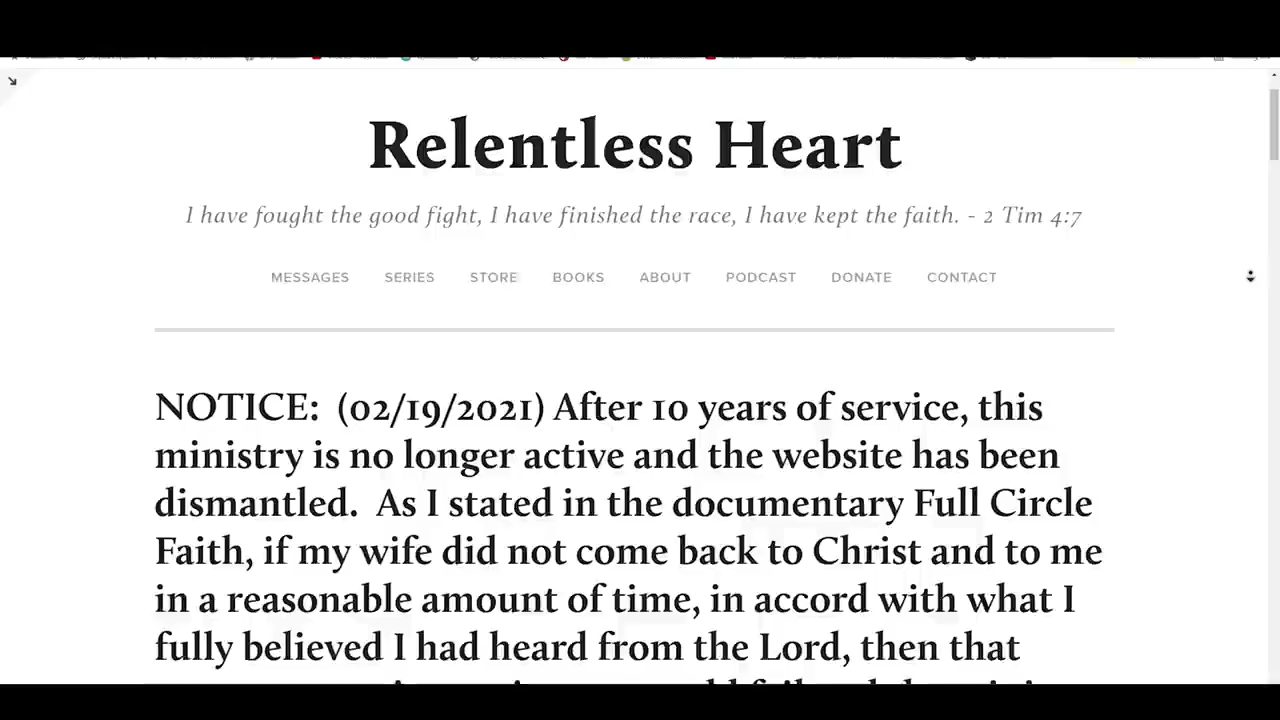 Relentless Heart
I have fought the good fight, I have finished the race, I have kept the faith. - 2 Tim 4:7
MESSAGES SERIES STORE BOOKS ABOUT PODCAST DONATE CONTACT
NOTICE: (02/19/2021) After 10 years of service, this
ministry is no longer active and the website has been
dismantled. As I stated in the documentary Full Circle
Faith, if my wife did not come back to Christ and to me
in a reasonable amount of time, in accord with what I
fully believed I had heard from the Lord, then that